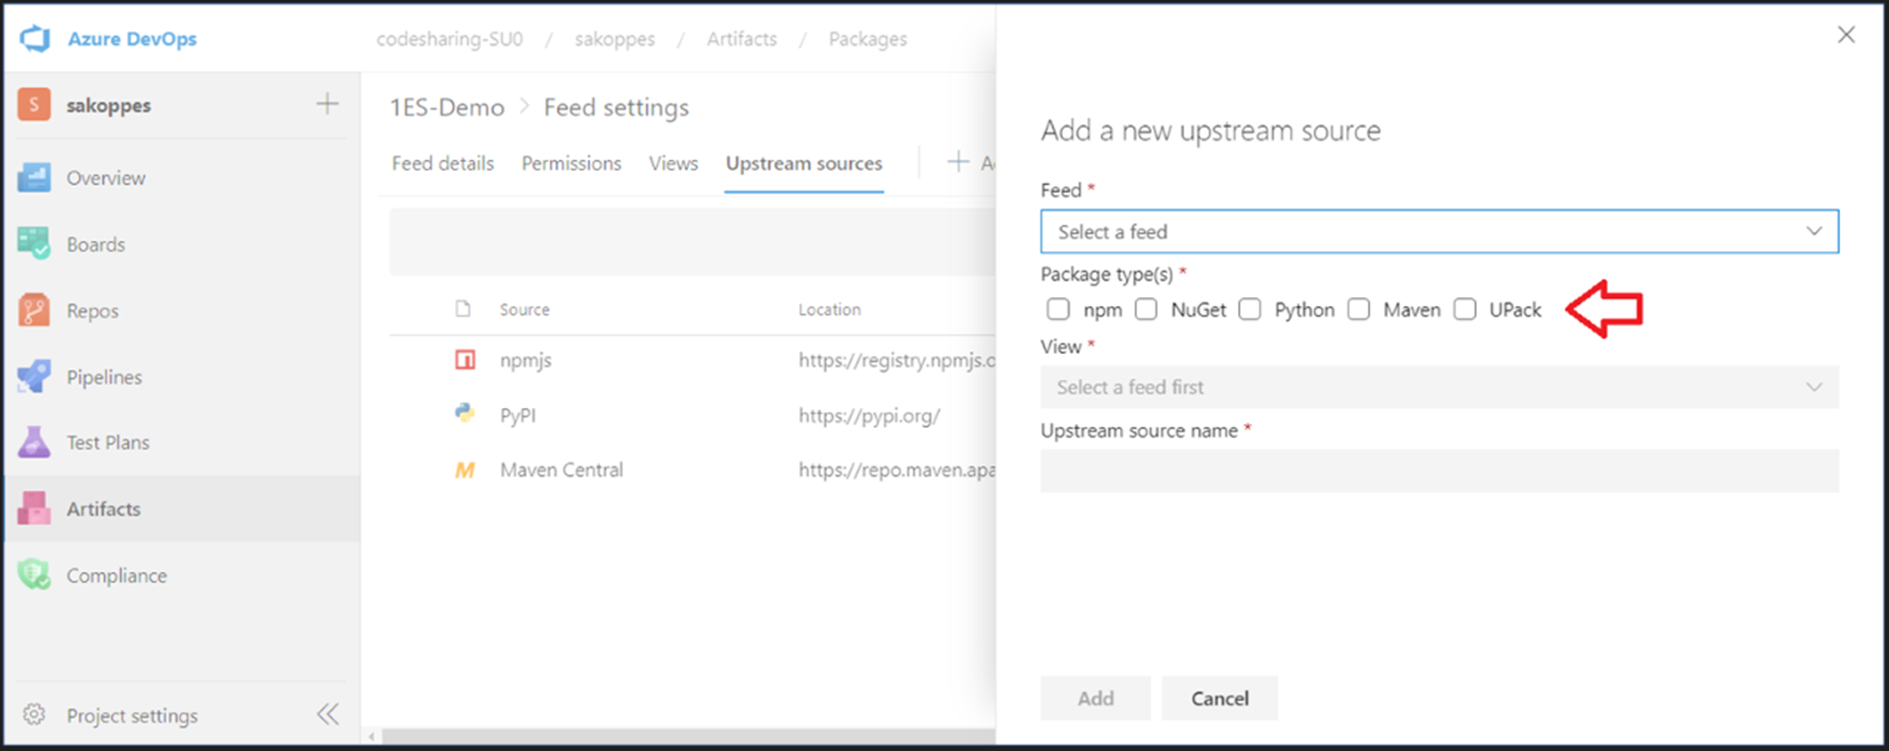 Azure DevOps
codesharing-SU0 / sakoppes / Artifacts / Packages
S sakoppes
Overview
Boards
Repos
Pipelines
Test Plans
Artifacts
Compliance
Project settings
1ES-Demo > Feed settings
Feed details Permissions Views Upstream sources
Source Location
npmjs https://registry.npmjs.o
PyPI https://pypi.org/
Maven Central https://repo.maven.apa
Add a new upstream source
Feed *
Select a feed
Package type(s) *
npm NuGet Python Maven UPack
View *
Select a feed first
Upstream source name *
Add Cancel